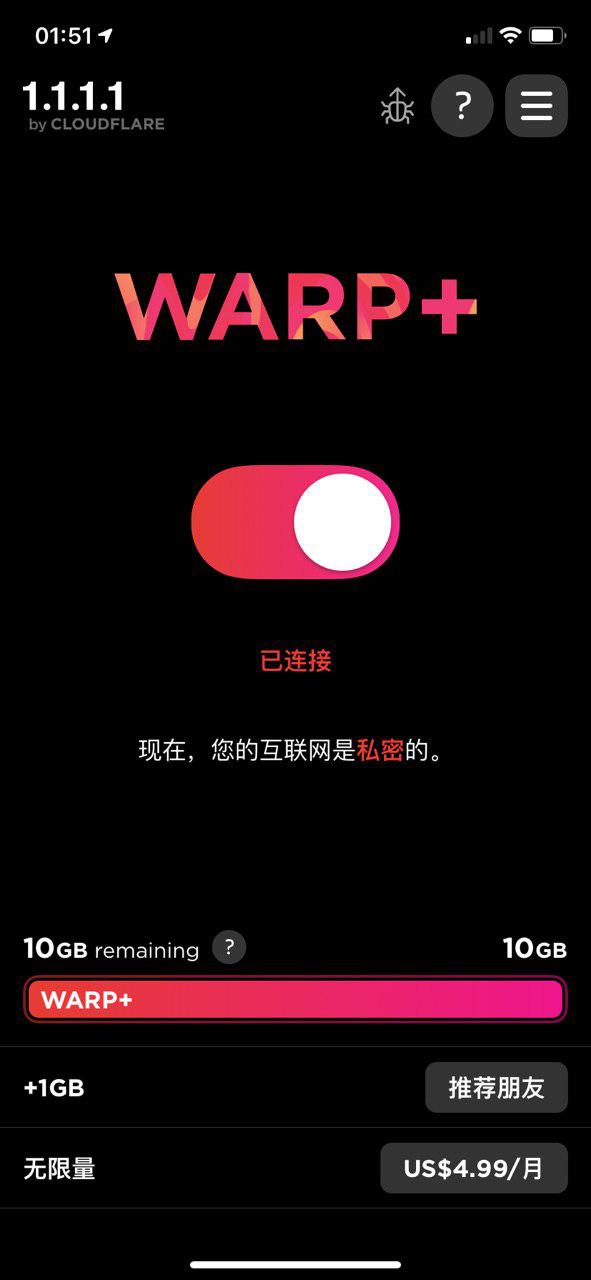 01:51
1.1.1.1
by CLOUDFLARE
?
WARP+
已连接
现在，您的互联网是私密的。
10GB remaining ? 10GB
WARP+
+1GB 推荐朋友
无限量 US$4.99/月